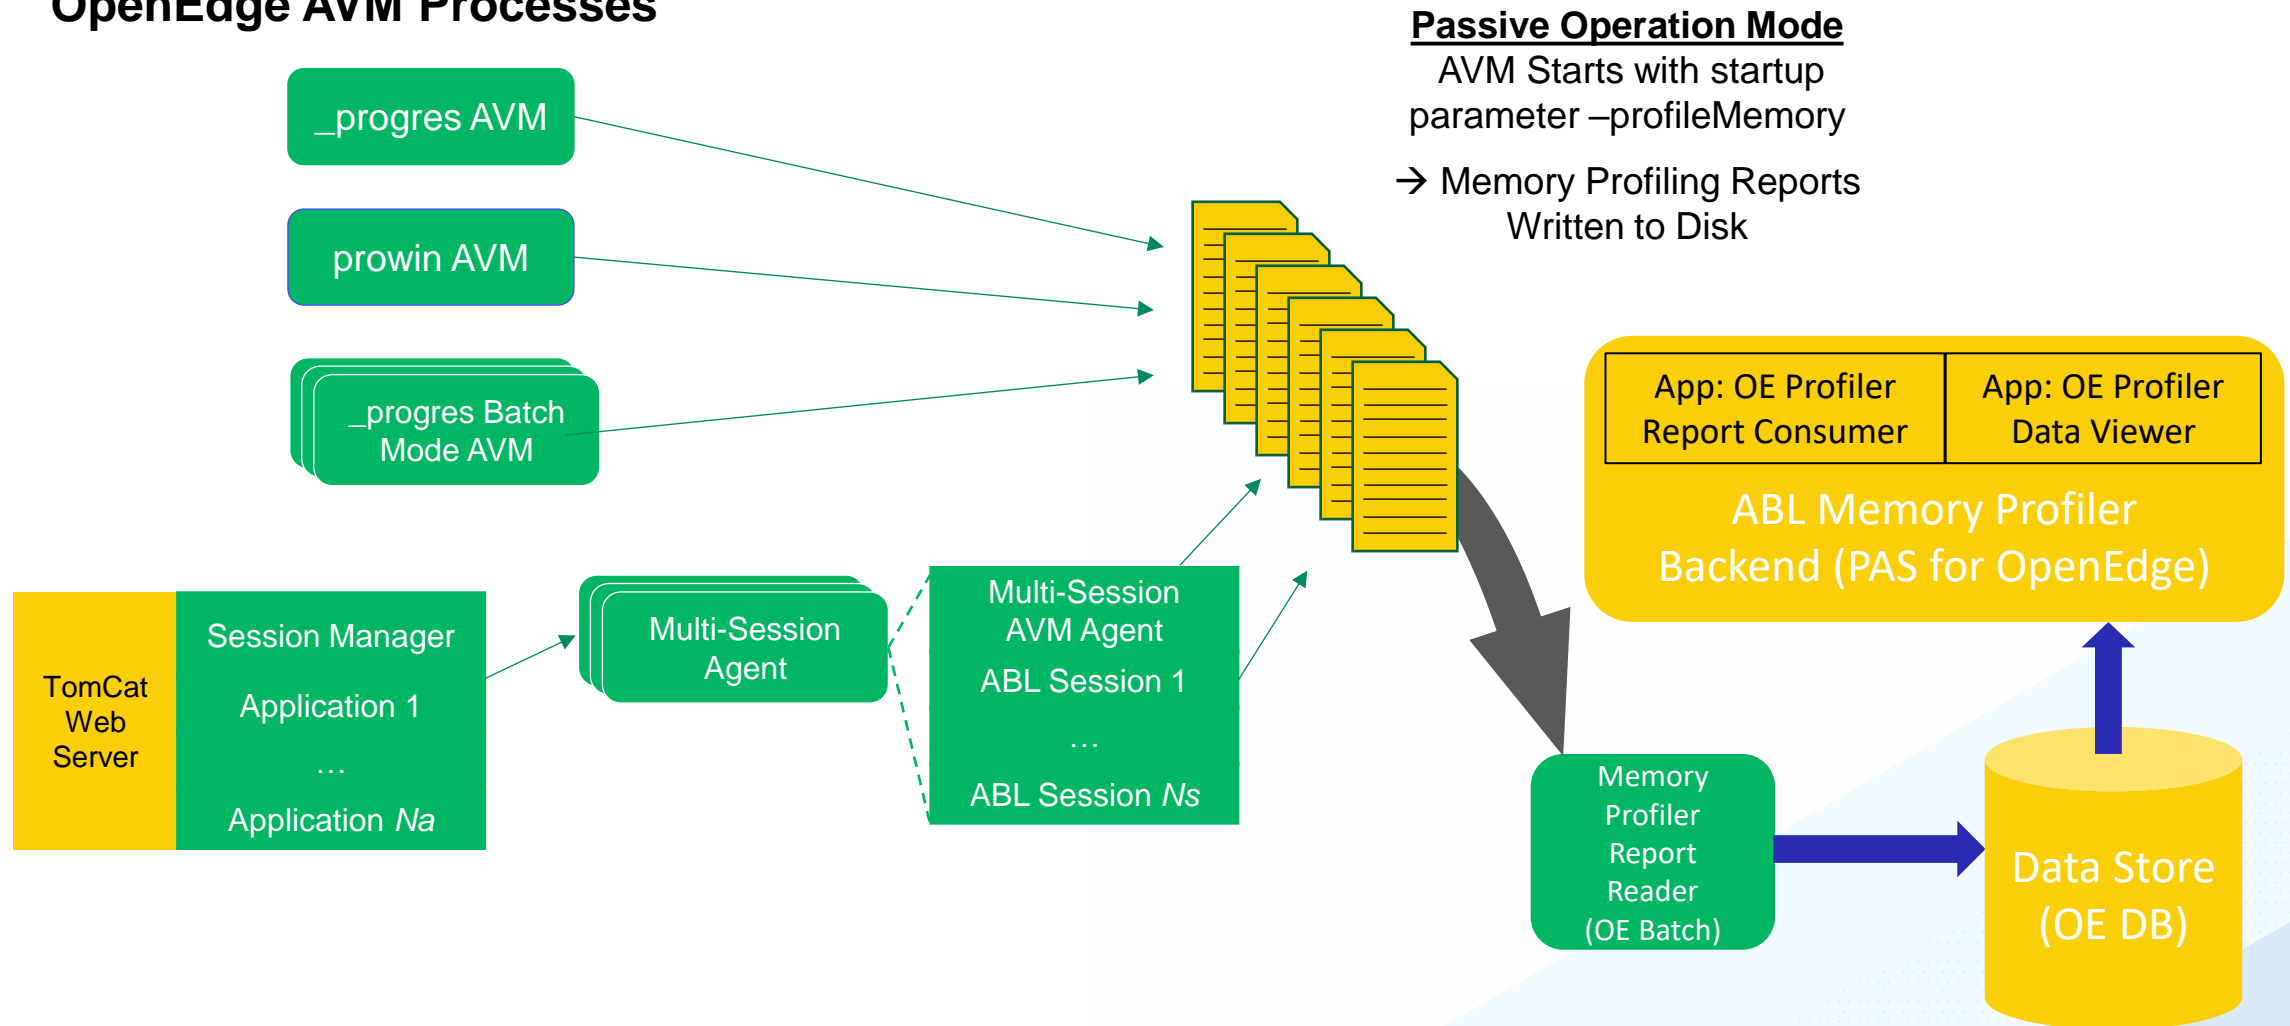 OpenEdge AVM Processes
Passive Operation Mode
AVM Starts with startup
parameter –profileMemory
→ Memory Profiling Reports
Written to Disk
_progres AVM
prowin AVM
_progres Batch
Mode AVM
TomCat
Web
Server
Session Manager
Application 1
…
Application Na
Multi-Session
Agent
Multi-Session
AVM Agent
ABL Session 1
…
ABL Session Ns
App: OE Profiler
Report Consumer
App: OE Profiler
Data Viewer
ABL Memory Profiler
Backend (PAS for OpenEdge)
Memory
Profiler
Report
Reader
(OE Batch)
Data Store
(OE DB)